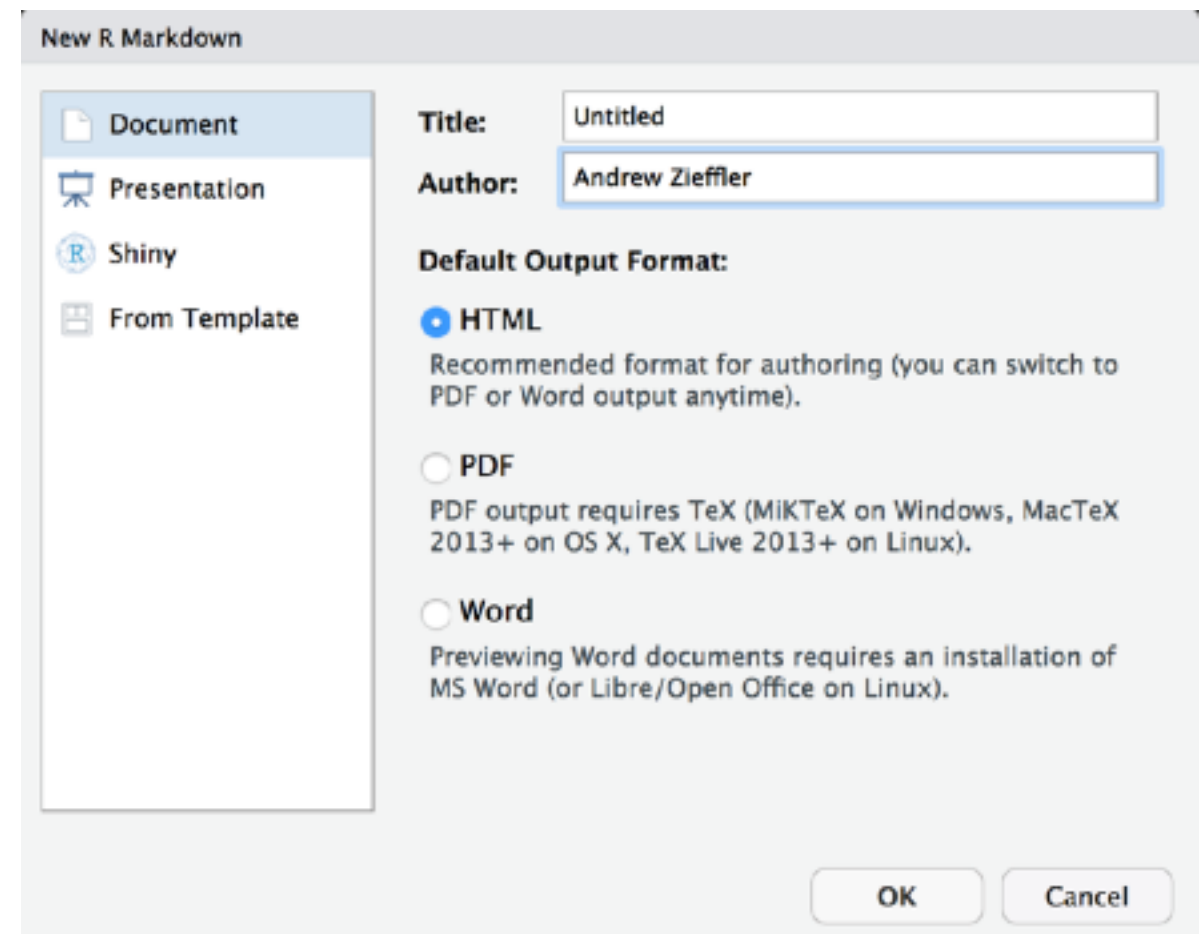 New R Markdown
Document
Presentation
R Shiny
From Template
Title: Untitled
Author: Andrew Zieffler
Default Output Format:
HTML
Recommended format for authoring (you can switch to
PDF or Word output anytime).
PDF
PDF output requires TeX (MiKTeX on Windows, MacTeX
2013+ on OS X, TeX Live 2013+ on Linux).
Word
Previewing Word documents requires an installation of
MS Word (or Libre/Open Office on Linux).
OK Cancel